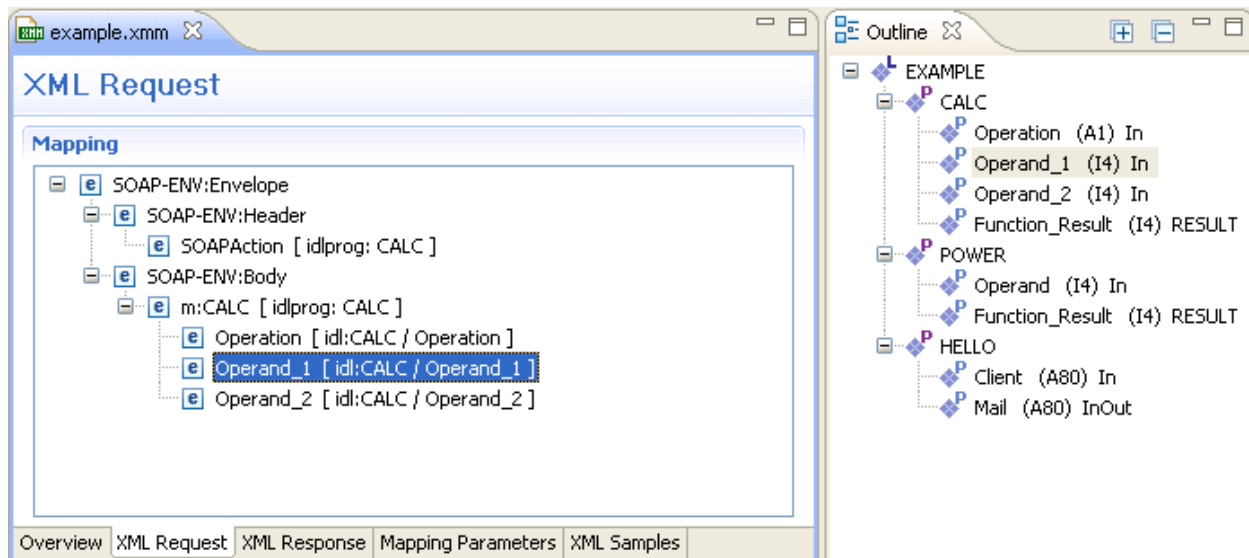 example.xmm
XML Request
Mapping
SOAP-ENV:Envelope
SOAP-ENV:Header
SOAPAction [ idlprog: CALC ]
SOAP-ENV:Body
m:CALC [ idlprog: CALC ]
Operation [ idl:CALC / Operation ]
Operand_1 [ idl:CALC / Operand_1 ]
Operand_2 [ idl:CALC / Operand_2 ]
Overview XML Request XML Response Mapping Parameters XML Samples
Outline
EXAMPLE
CALC
Operation (A1) In
Operand_1 (I4) In
Operand_2 (I4) In
Function_Result (I4) RESULT
POWER
Operand (I4) In
Function_Result (I4) RESULT
HELLO
Client (A80) In
Mail (A80) InOut